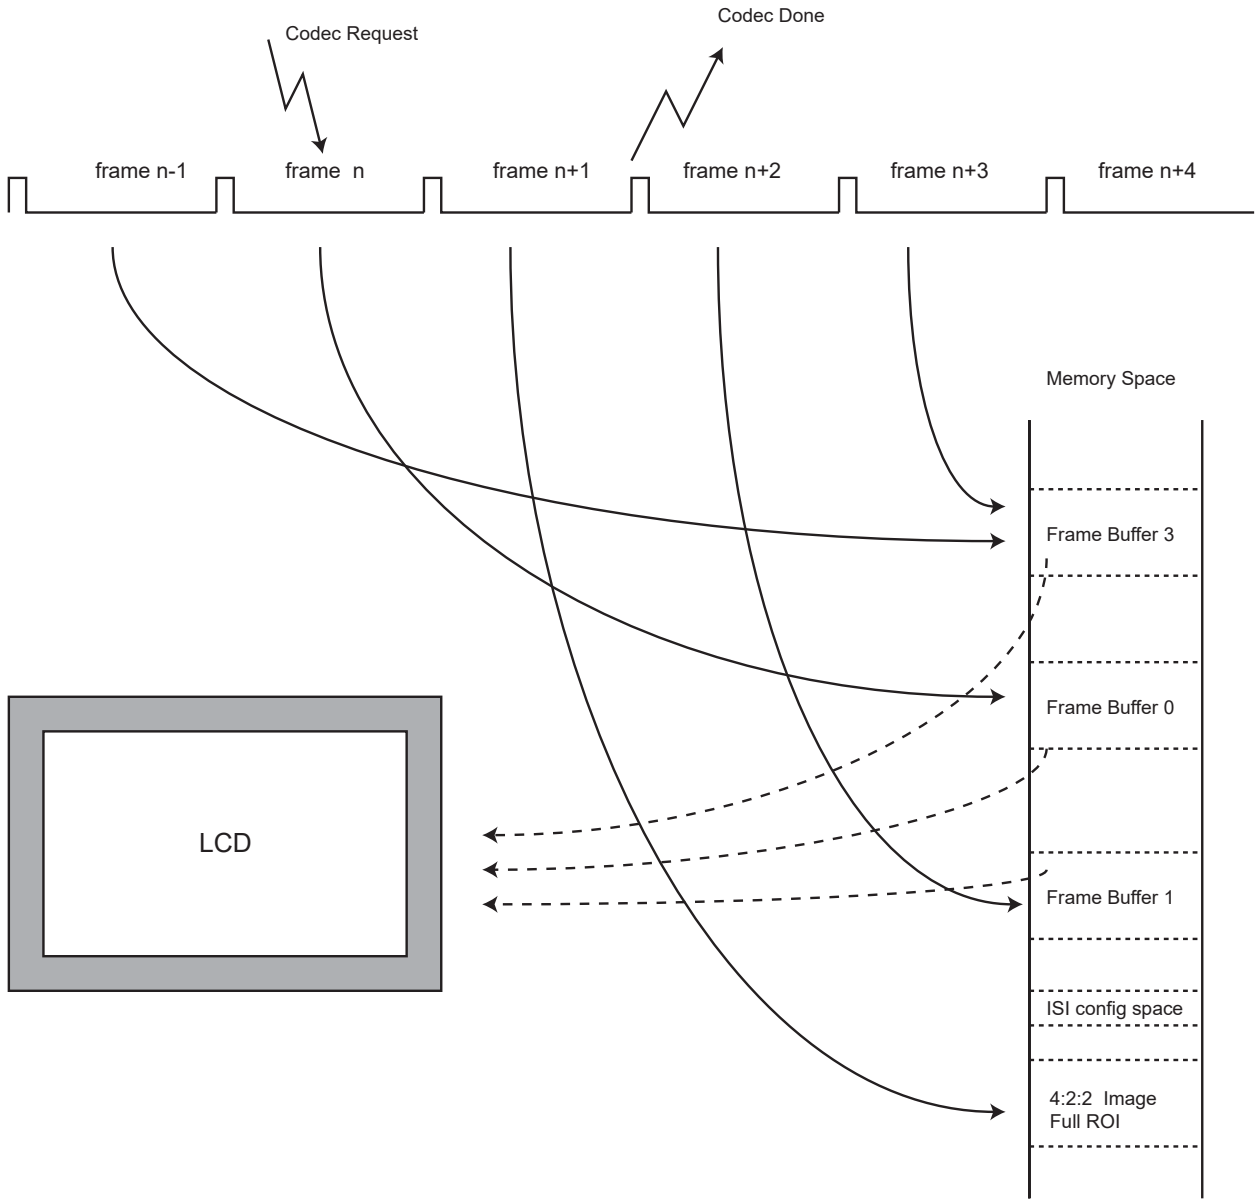 Codec Done
Codec Request
frame n-1
frame n
frame n+1
frame n+2
frame n+3
frame n+4
Memory Space
Frame Buffer 3
Frame Buffer 0
LCD
Frame Buffer 1
ISI config space
4:2:2 Image
Full ROI